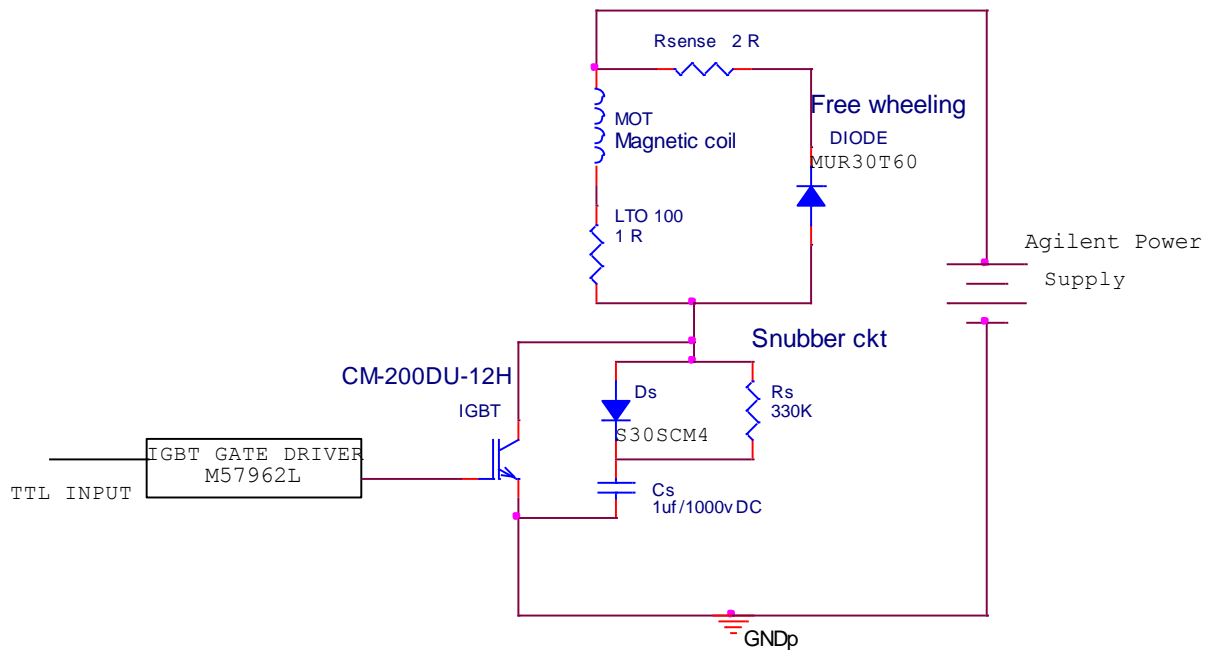 Rsense 2 R
Free wheeling
DIODE
MUR30T60
MOT
Magnetic coil
LTO 100
1 R
Agilent Power
Supply
Snubber ckt
CM-200DU-12H
IGBT
Ds
S30SCM4
Rs
330K
IGBT GATE DRIVER
M57962L
TTL INPUT
Cs
1uf/1000v DC
GNDp